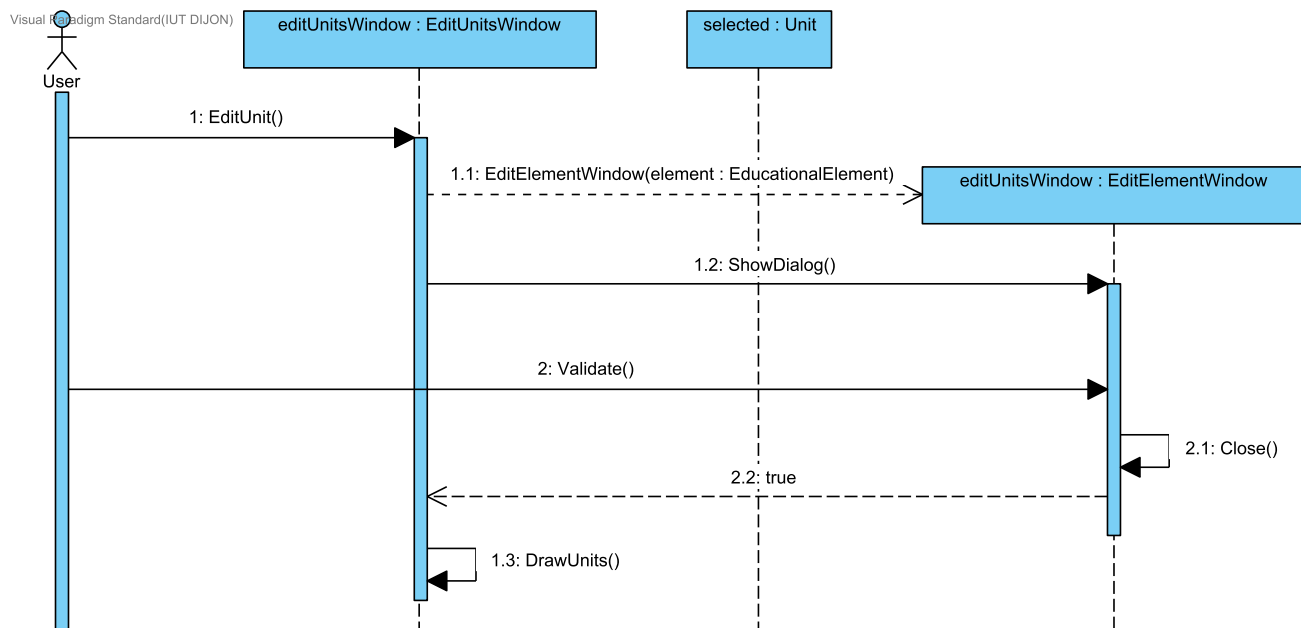 Visual Paradigm Standard(IUT DIJON)
User
editUnitsWindow : EditUnitsWindow
selected : Unit
1: EditUnit()
1.1: EditElementWindow(element : EducationalElement)
editUnitsWindow : EditElementWindow
1.2: ShowDialog()
2: Validate()
2.1: Close()
2.2: true
1.3: DrawUnits()